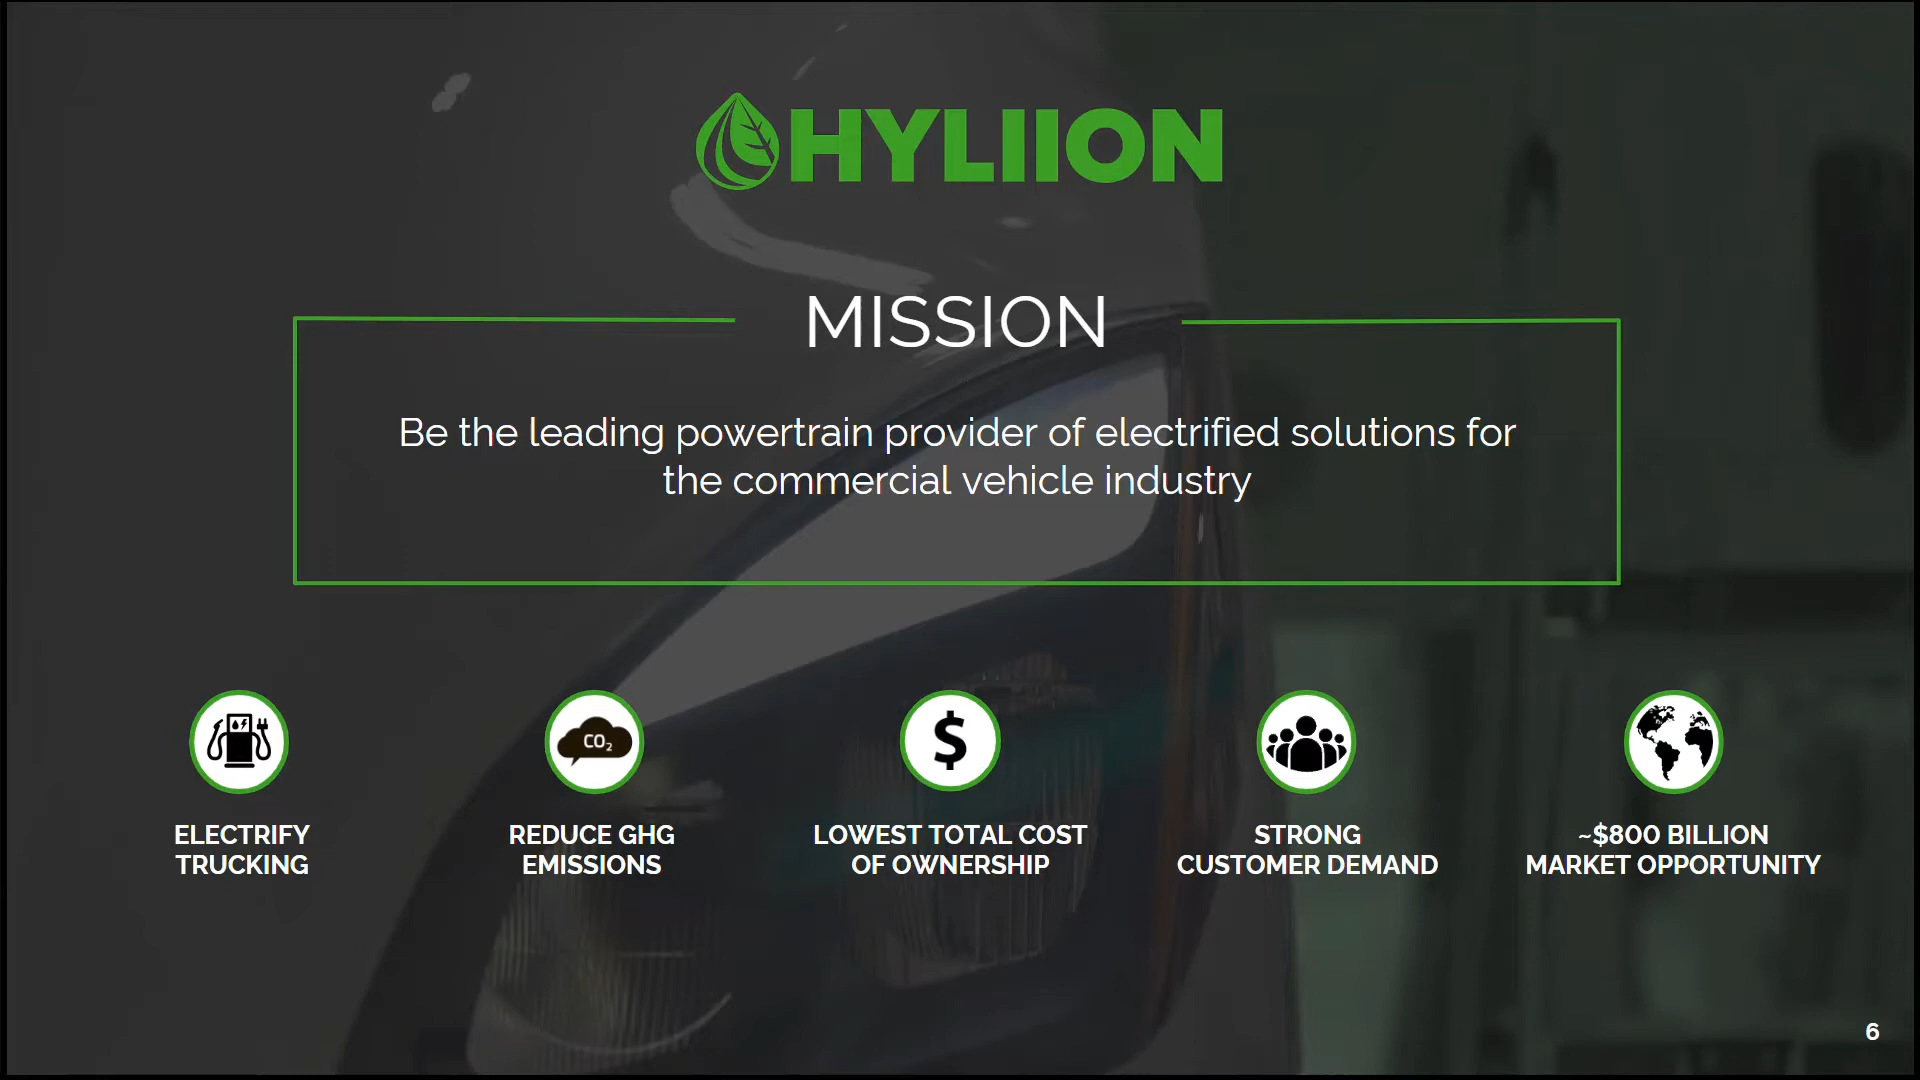 HYLIION
MISSION
Be the leading powertrain provider of electrified solutions for
the commercial vehicle industry
CO₂
ELECTRIFY
TRUCKING
REDUCE GHG
EMISSIONS
$
LOWEST TOTAL COST
OF OWNERSHIP
STRONG
CUSTOMER DEMAND
~$800 BILLION
MARKET OPPORTUNITY
6